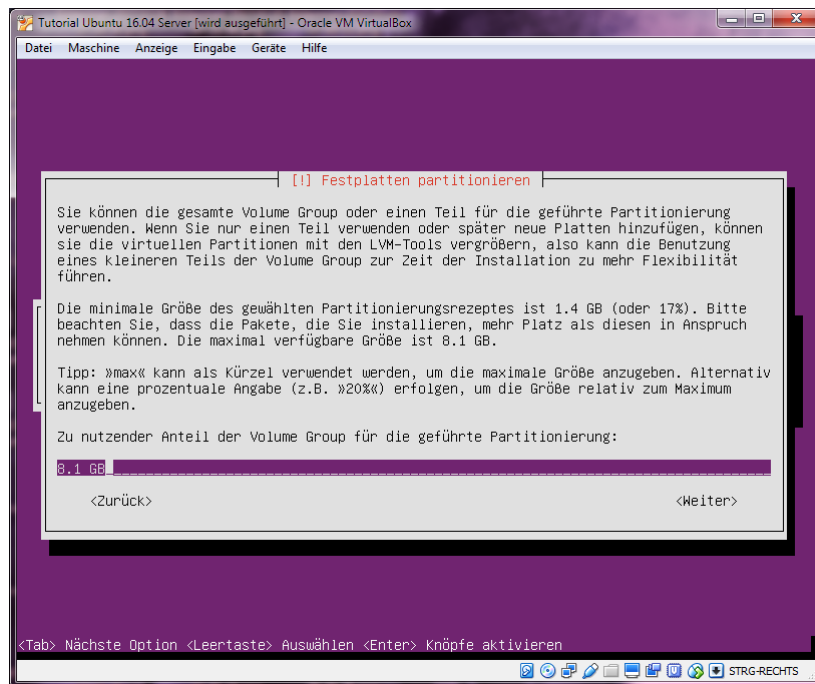 Tutorial Ubuntu 16.04 Server [wird ausgeführt] - Oracle VM VirtualBox
Datei Maschine Anzeige Eingabe Geräte Hilfe
[!] Festplatten partitionieren
Sie können die gesamte Volume Group oder einen Teil für die geführte Partitionierung
verwenden. Wenn Sie nur einen Teil verwenden oder später neue Platten hinzufügen, können
sie die virtuellen Partitionen mit den LVM-Tools vergrößern, also kann die Benutzung
eines kleineren Teils der Volume Group zur Zeit der Installation zu mehr Flexibilität
führen.
Die minimale Größe des gewählten Partitionierungsrezeptes ist 1.4 GB (oder 17%). Bitte
beachten Sie, dass die Pakete, die Sie installieren, mehr Platz als diesen in Anspruch
nehmen können. Die maximal verfügbare Größe ist 8.1 GB.
Tipp: »max« kann als Kürzel verwendet werden, um die maximale Größe anzugeben. Alternativ
kann eine prozentuale Angabe (z.B. »20%«) erfolgen, um die Größe relativ zum Maximum
anzugeben.
Zu nutzender Anteil der Volume Group für die geführte Partitionierung:
8.1 GB
<Zurück> <Weiter>
<Tab> Nächste Option <Leertaste> Auswählen <Enter> Knöpfe aktivieren
STRG-RECHTS